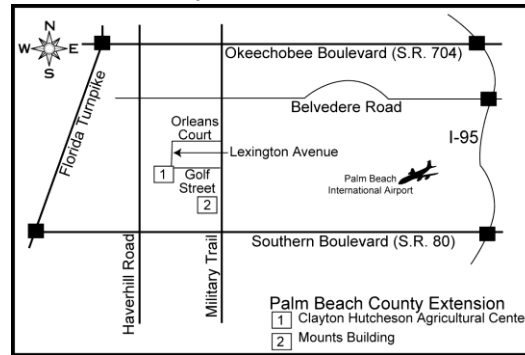 N
W
E
S
Okeechobee Boulevard (S.R. 704)
Belvedere Road
Florida Turnpike
Orleans
Court
Lexington Avenue
I-95
1
Golf
Street
2
Palm Beach
International Airport
Southern Boulevard (S.R. 80)
Haverhill Road
Military Trail
Palm Beach County Extension
1 Clayton Hutcheson Agricultural Cente
2 Mounts Building